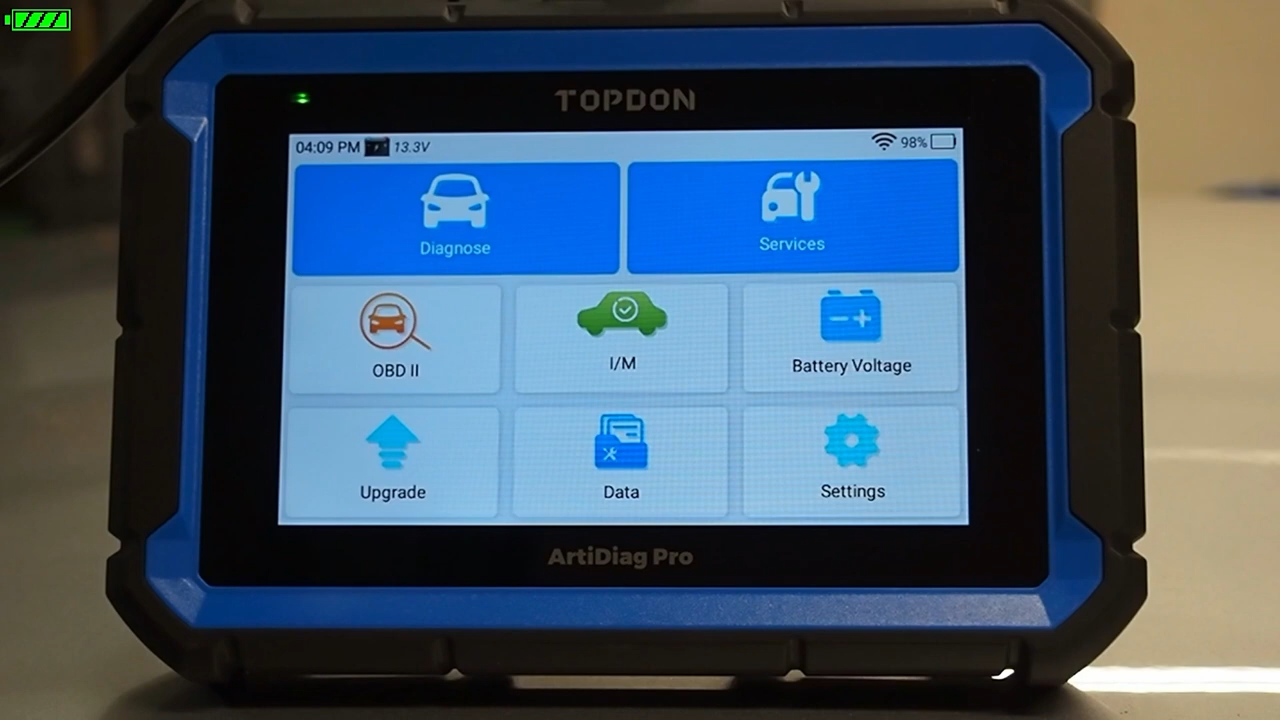 TOPDON
04:09 PM 13.3V 98%
Diagnose Services
OBD II I/M Battery Voltage
Upgrade Data Settings
ArtiDiag Pro